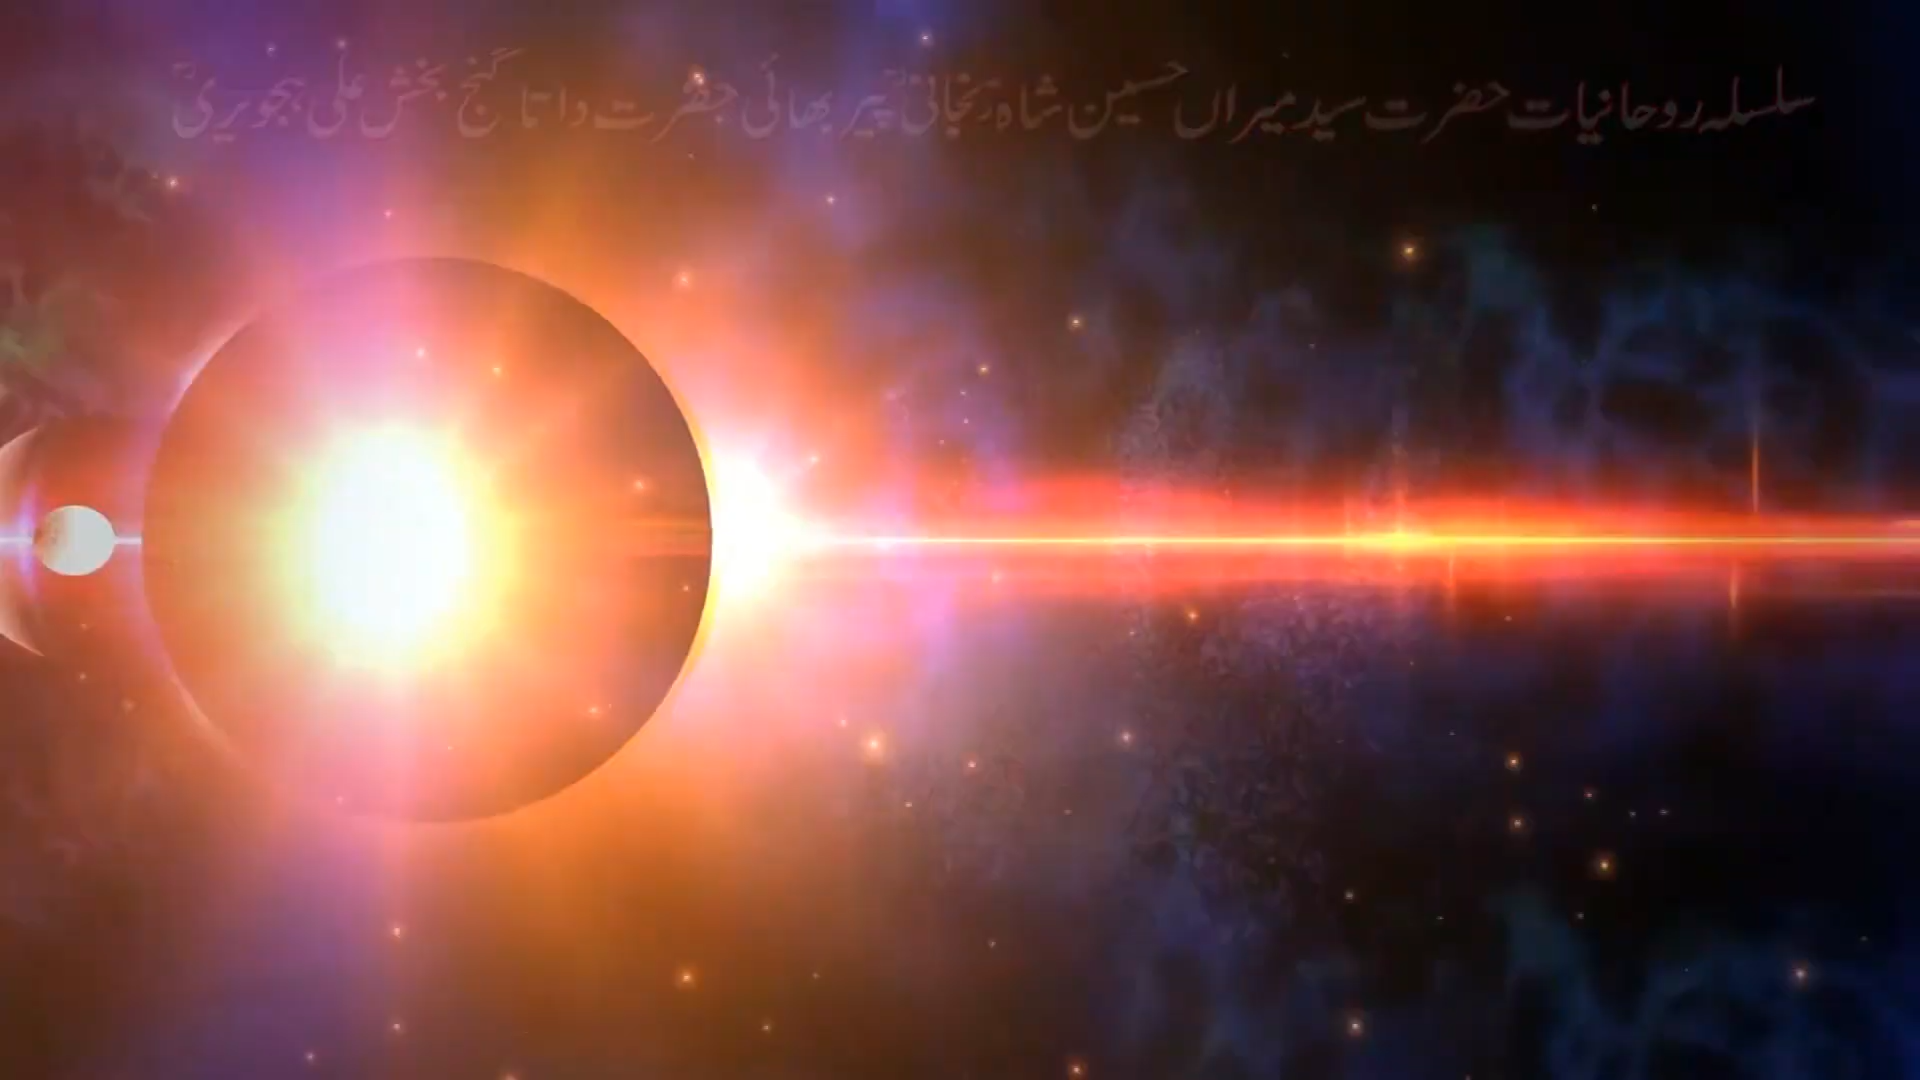 سلسلہ روحانیات حضرت سید میراں حسین شاہ زنجانیؒ پیر بھائی حضرت داتا گنج بخش علی ہجویریؒ